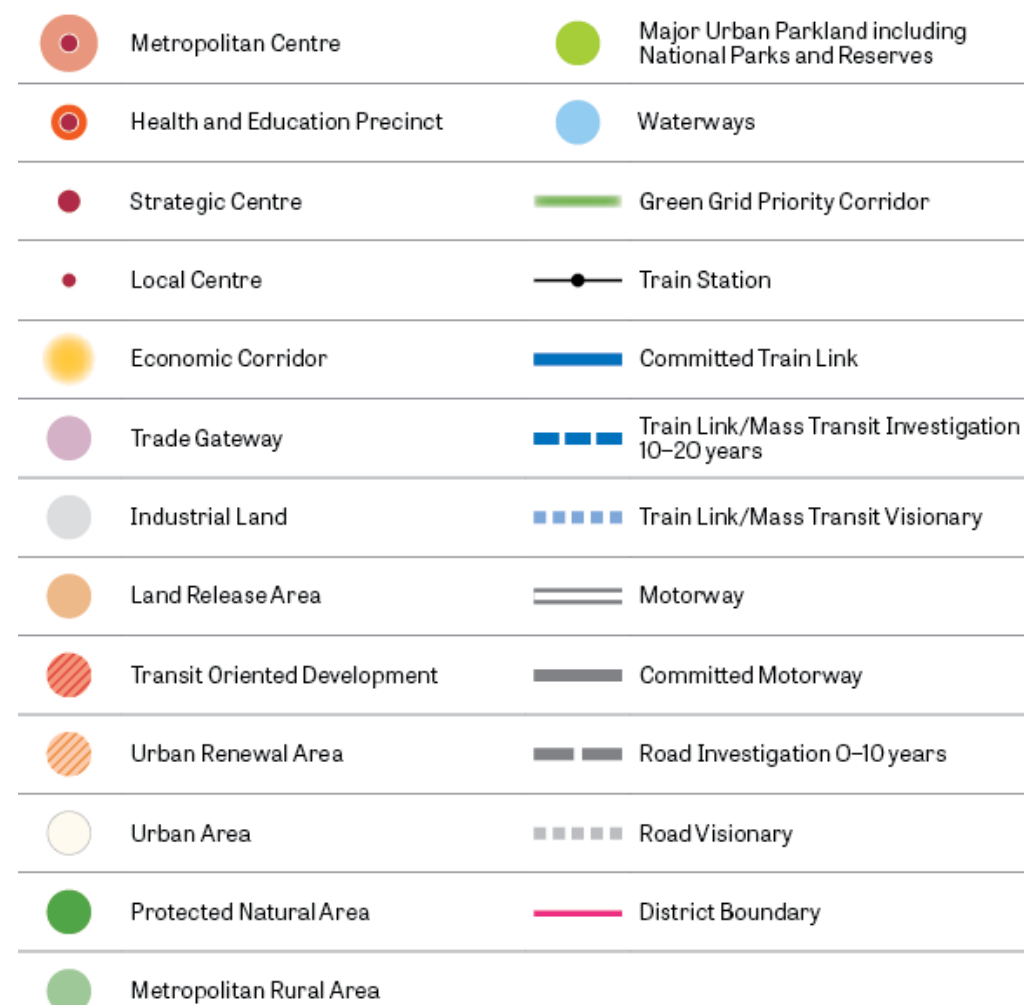 Metropolitan Centre
Health and Education Precinct
Strategic Centre
Local Centre
Economic Corridor
Trade Gateway
Industrial Land
Land Release Area
Transit Oriented Development
Urban Renewal Area
Urban Area
Protected Natural Area
Metropolitan Rural Area
Major Urban Parkland including
National Parks and Reserves
Waterways
Green Grid Priority Corridor
Train Station
Committed Train Link
Train Link/Mass Transit Investigation
10–20 years
Train Link/Mass Transit Visionary
Motorway
Committed Motorway
Road Investigation 0–10 years
Road Visionary
District Boundary